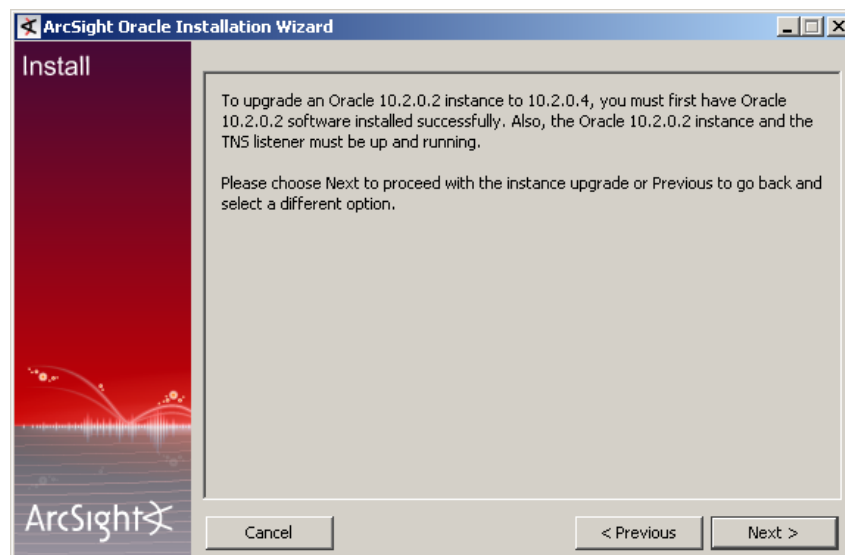 ArcSight Oracle Installation Wizard
Install
To upgrade an Oracle 10.2.0.2 instance to 10.2.0.4, you must first have Oracle
10.2.0.2 software installed successfully. Also, the Oracle 10.2.0.2 instance and the
TNS listener must be up and running.
Please choose Next to proceed with the instance upgrade or Previous to go back and
select a different option.
ArcSight
Cancel
< Previous
Next >